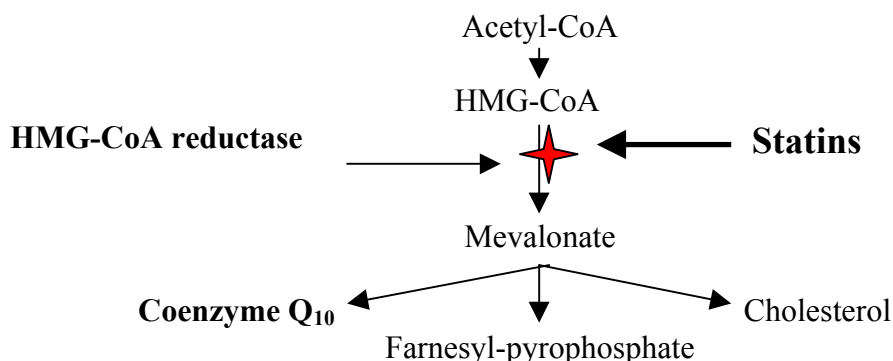 Acetyl-CoA
HMG-CoA
HMG-CoA reductase
Statins
Mevalonate
Coenzyme Q₁₀
Cholesterol
Farnesyl-pyrophosphate